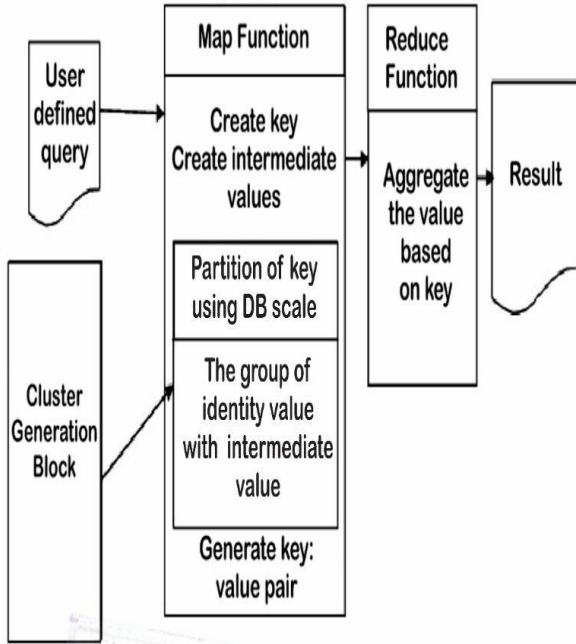 User
defined
query
Map Function
Create key
Create intermediate
values
Partition of key
using DB scale
The group of
identity value
with intermediate
value
Generate key:
value pair
Cluster
Generation
Block
Reduce
Function
Aggregate
the value
based
on key
Result